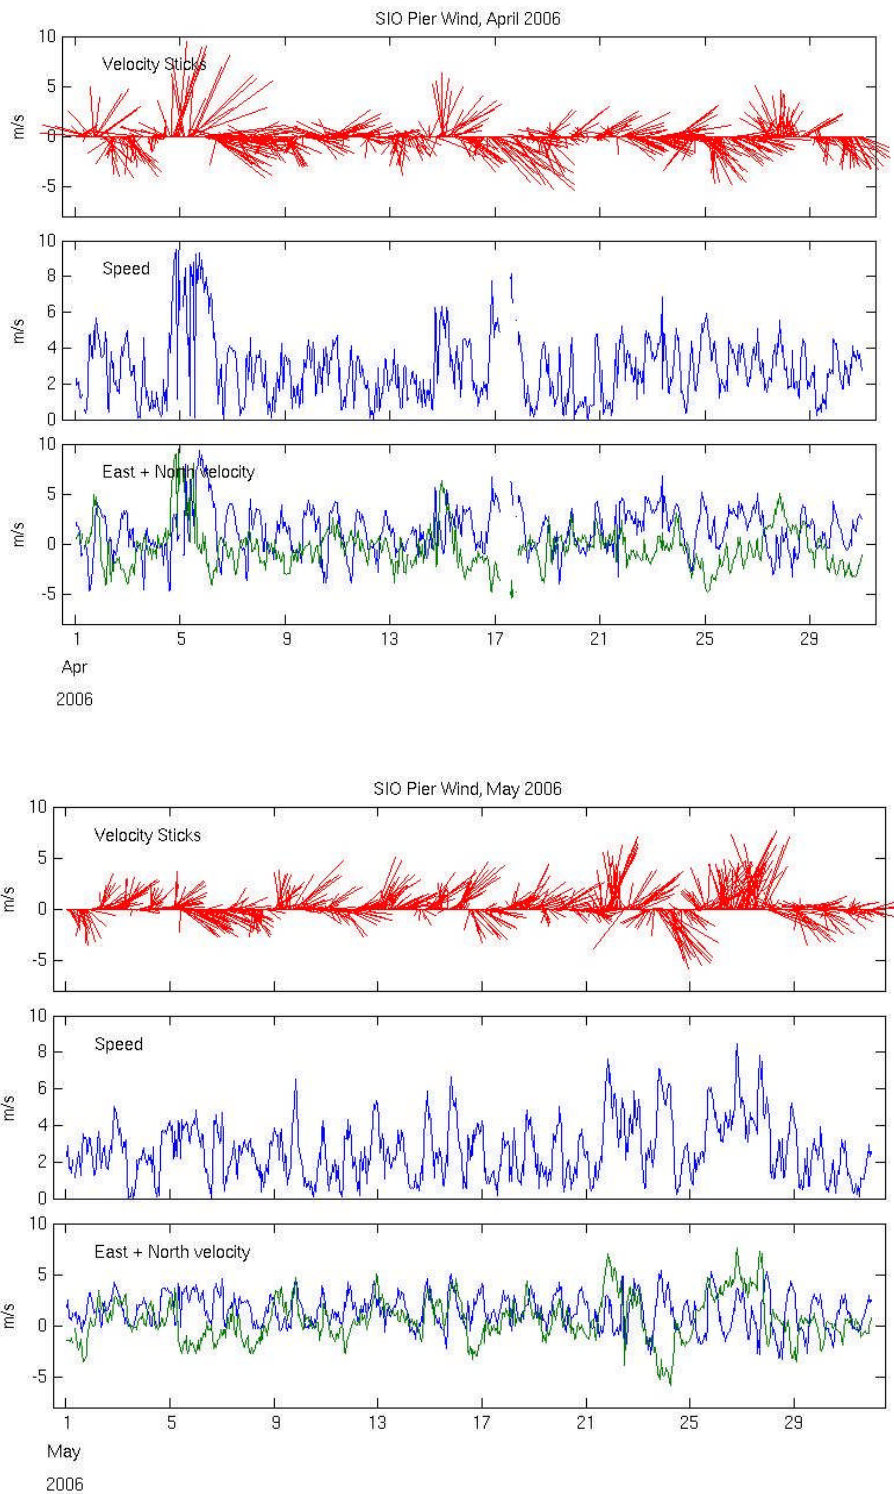 SIO Pier Wind, April 2006
10
Velocity Sticks
5
m/s
0
-5
10
Speed
8
6
m/s
4
2
0
10
East + North velocity
5
m/s
0
-5
1 5 9 13 17 21 25 29
Apr
2006
SIO Pier Wind, May 2006
10
Velocity Sticks
5
m/s
0
-5
10
Speed
8
6
m/s
4
2
0
10
East + North velocity
5
m/s
0
-5
1 5 9 13 17 21 25 29
May
2006